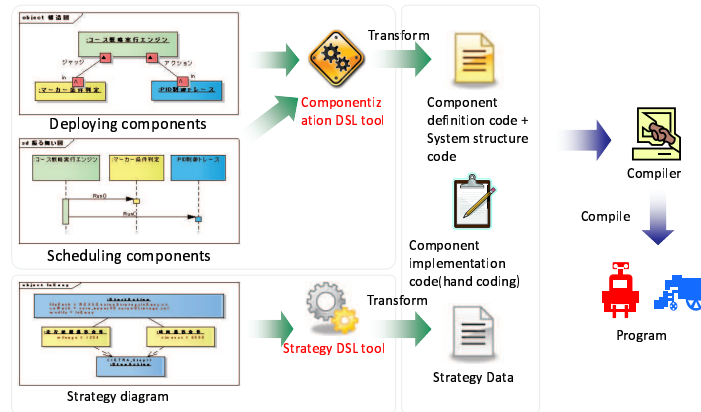 object 構造図
:コース戦略実行エンジン
ジャッジ
アクション
in
in
:マーカー条件判定
:PID制御トレース
Deploying components
sd 振る舞い図
:コース戦略実行エンジン
:マーカー条件判定
:PID制御トレース
Run()
Run()
Scheduling components
Strategy diagram
Transform
Componentiz
ation DSL tool
Transform
Strategy DSL tool
Component
definition code +
System structure
code
Component
implementation
code(hand coding)
Strategy Data
Compiler
Compile
Program